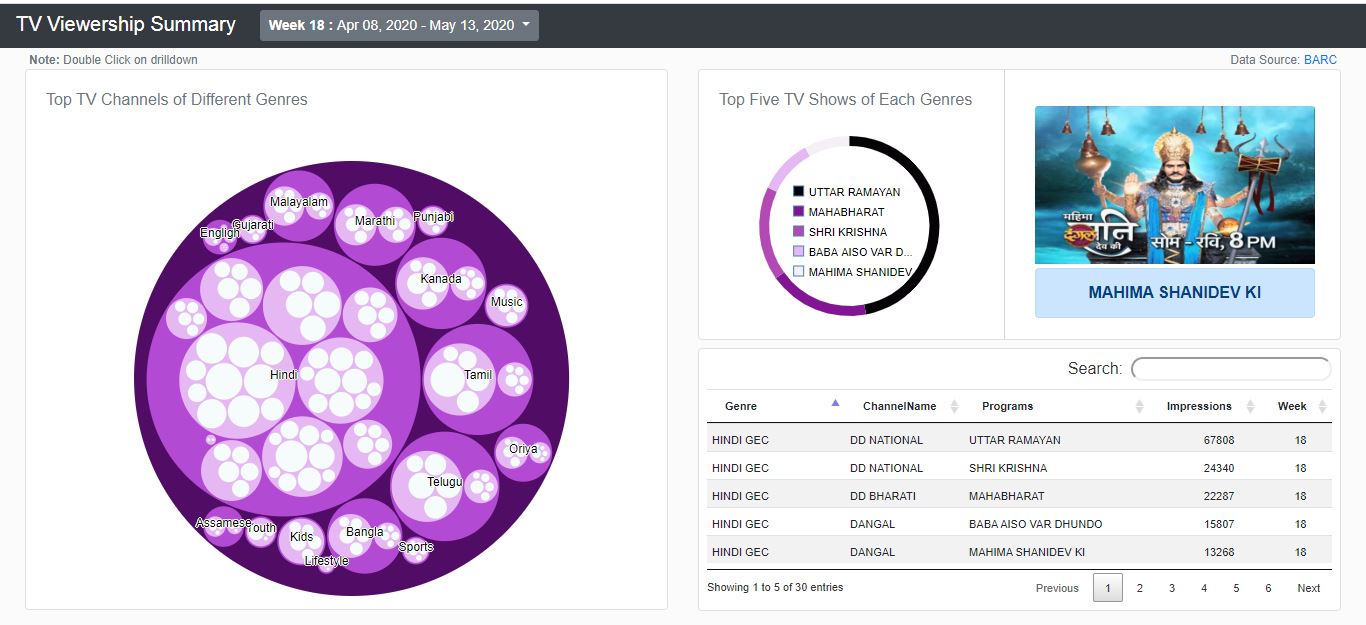 TV Viewership Summary
Week 18 : Apr 08, 2020 - May 13, 2020
Note: Double Click on drilldown
Data Source: BARC
Top TV Channels of Different Genres
Malayalam
Marathi
Punjabi
Gujarati
English
Kanada
Music
Hindi
Tamil
Oriya
Telugu
Assamese
Youth
Kids
Bangla
Sports
Lifestyle
Top Five TV Shows of Each Genres
UTTAR RAMAYAN
MAHABHARAT
SHRI KRISHNA
BABA AISO VAR D...
MAHIMA SHANIDEV
महिमा
दंगल
शनि
देव की
सोम - रवि, 8 PM
MAHIMA SHANIDEV KI
Search:
Genre ChannelName Programs Impressions Week
HINDI GEC DD NATIONAL UTTAR RAMAYAN 67808 18
HINDI GEC DD NATIONAL SHRI KRISHNA 24340 18
HINDI GEC DD BHARATI MAHABHARAT 22287 18
HINDI GEC DANGAL BABA AISO VAR DHUNDO 15807 18
HINDI GEC DANGAL MAHIMA SHANIDEV KI 13268 18
Showing 1 to 5 of 30 entries
Previous 1 2 3 4 5 6 Next